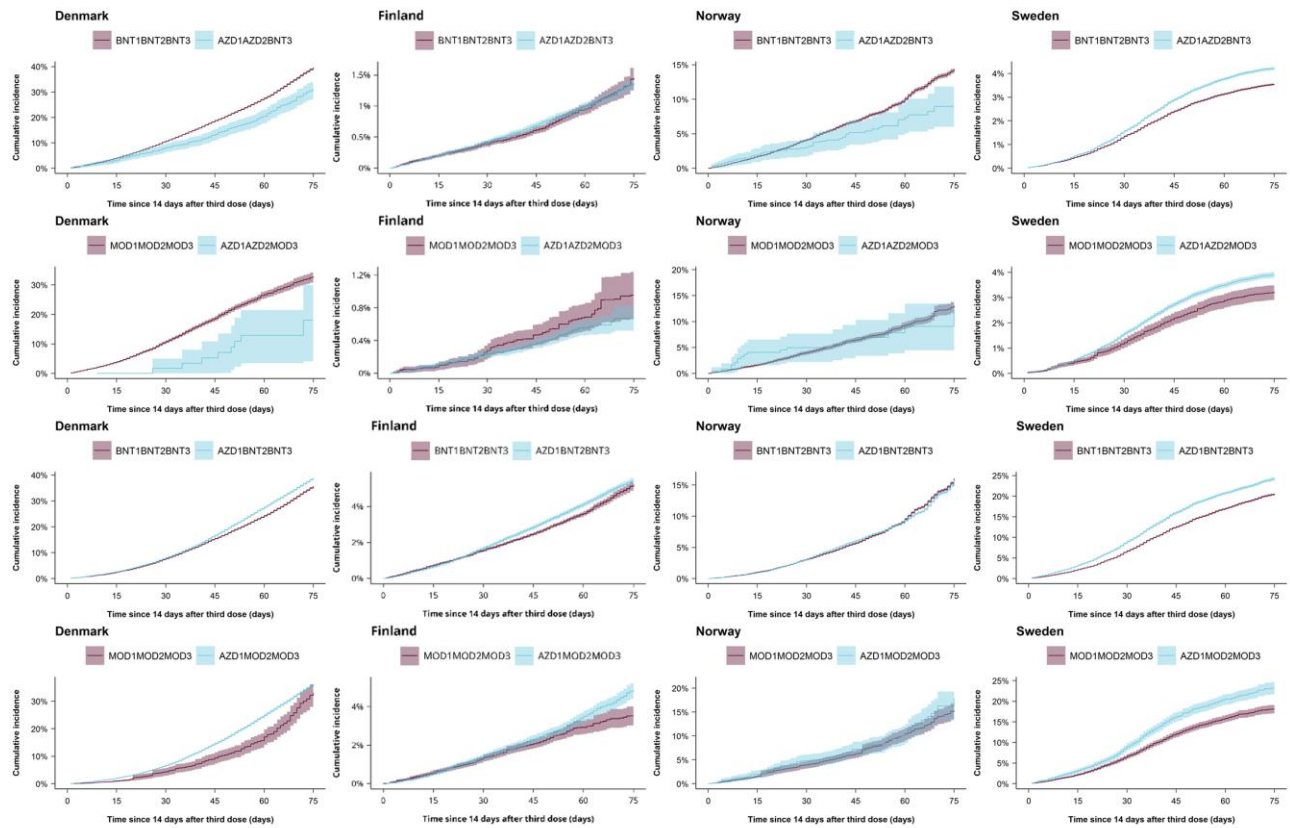 Denmark
BNT1BNT2BNT3 AZD1AZD2BNT3
40%
30%
20%
10%
0%
Cumulative incidence
0 15 30 45 60 75
Time since 14 days after third dose (days)
Finland
BNT1BNT2BNT3 AZD1AZD2BNT3
1.5%
1%
0.5%
0%
Cumulative incidence
0 15 30 45 60 75
Time since 14 days after third dose (days)
Norway
BNT1BNT2BNT3 AZD1AZD2BNT3
15%
10%
5%
0%
Cumulative incidence
0 15 30 45 60 75
Time since 14 days after third dose (days)
Sweden
BNT1BNT2BNT3 AZD1AZD2BNT3
4%
3%
2%
1%
0%
Cumulative incidence
0 15 30 45 60 75
Time since 14 days after third dose (days)
Denmark
MOD1MOD2MOD3 AZD1AZD2MOD3
30%
20%
10%
0%
Cumulative incidence
0 15 30 45 60 75
Time since 14 days after third dose (days)
Finland
MOD1MOD2MOD3 AZD1AZD2MOD3
1.2%
0.8%
0.4%
0%
Cumulative incidence
0 15 30 45 60 75
Time since 14 days after third dose (days)
Norway
MOD1MOD2MOD3 AZD1AZD2MOD3
20%
15%
10%
5%
0%
Cumulative incidence
0 15 30 45 60 75
Time since 14 days after third dose (days)
Sweden
MOD1MOD2MOD3 AZD1AZD2MOD3
4%
3%
2%
1%
0%
Cumulative incidence
0 15 30 45 60 75
Time since 14 days after third dose (days)
Denmark
BNT1BNT2BNT3 AZD1BNT2BNT3
40%
30%
20%
10%
0%
Cumulative incidence
0 15 30 45 60 75
Time since 14 days after third dose (days)
Finland
BNT1BNT2BNT3 AZD1BNT2BNT3
4%
2%
0%
Cumulative incidence
0 15 30 45 60 75
Time since 14 days after third dose (days)
Norway
BNT1BNT2BNT3 AZD1BNT2BNT3
15%
10%
5%
0%
Cumulative incidence
0 15 30 45 60 75
Time since 14 days after third dose (days)
Sweden
BNT1BNT2BNT3 AZD1BNT2BNT3
25%
20%
15%
10%
5%
0%
Cumulative incidence
0 15 30 45 60 75
Time since 14 days after third dose (days)
Denmark
MOD1MOD2MOD3 AZD1MOD2MOD3
30%
20%
10%
0%
Cumulative incidence
0 15 30 45 60 75
Time since 14 days after third dose (days)
Finland
MOD1MOD2MOD3 AZD1MOD2MOD3
4%
2%
0%
Cumulative incidence
0 15 30 45 60 75
Time since 14 days after third dose (days)
Norway
MOD1MOD2MOD3 AZD1MOD2MOD3
20%
15%
10%
5%
0%
Cumulative incidence
0 15 30 45 60 75
Time since 14 days after third dose (days)
Sweden
MOD1MOD2MOD3 AZD1MOD2MOD3
25%
20%
15%
10%
5%
0%
Cumulative incidence
0 15 30 45 60 75
Time since 14 days after third dose (days)